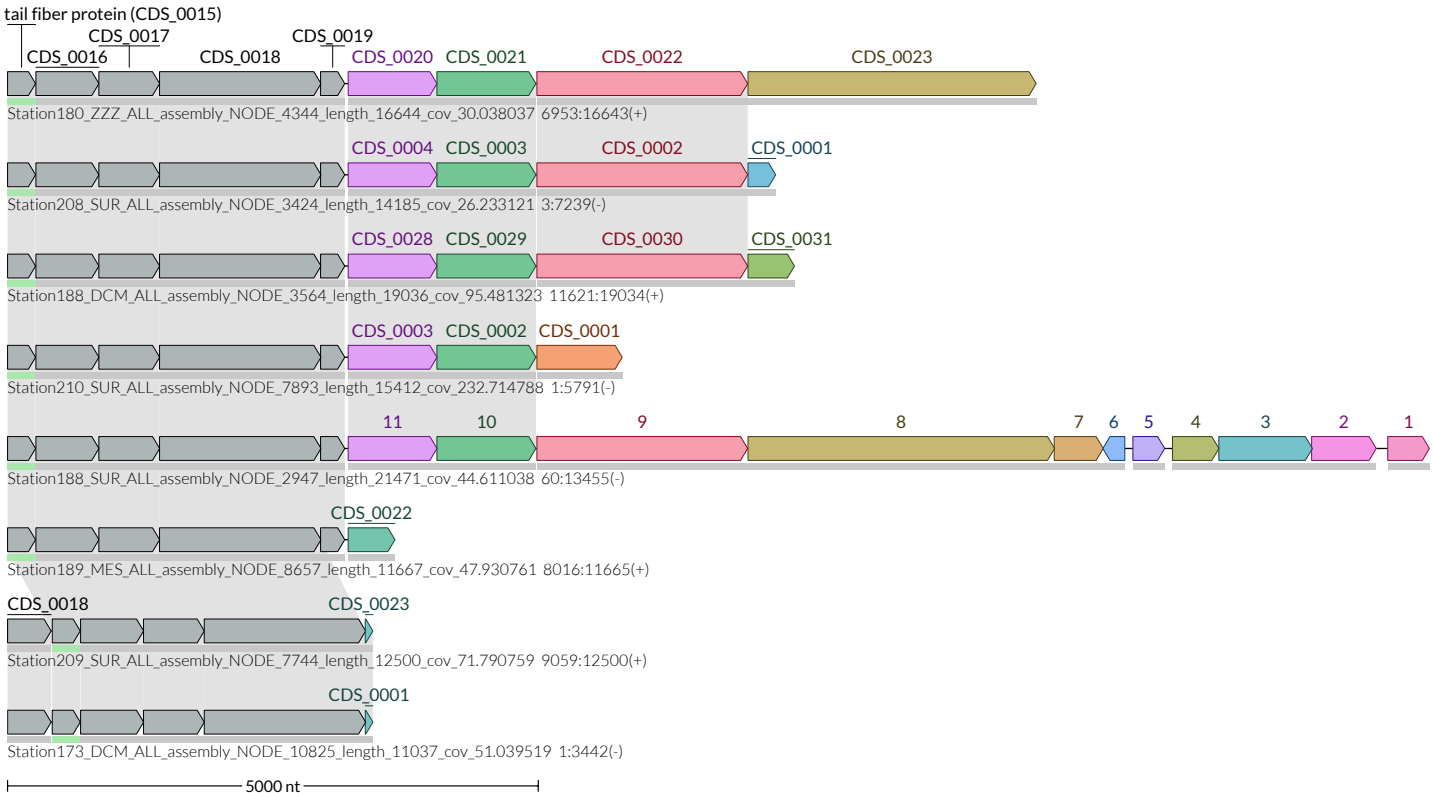 tail fiber protein (CDS_0015)
CDS_0017 CDS_0019
CDS_0016 CDS_0018 CDS_0020 CDS_0021 CDS_0022 CDS_0023
Station180_ZZZ_ALL_assembly_NODE_4344_length_16644_cov_30.038037 6953:16643(+)
CDS_0004 CDS_0003 CDS_0002 CDS_0001
Station208_SUR_ALL_assembly_NODE_3424_length_14185_cov_26.233121 3:7239(-)
CDS_0028 CDS_0029 CDS_0030 CDS_0031
Station188_DCM_ALL_assembly_NODE_3564_length_19036_cov_95.481323 11621:19034(+)
CDS_0003 CDS_0002 CDS_0001
Station210_SUR_ALL_assembly_NODE_7893_length_15412_cov_232.714788 1:5791(-)
11 10 9 8 7 6 5 4 3 2 1
Station188_SUR_ALL_assembly_NODE_2947_length_21471_cov_44.611038 60:13455(-)
CDS_0022
Station189_MES_ALL_assembly_NODE_8657_length_11667_cov_47.930761 8016:11665(+)
CDS_0018 CDS_0023
Station209_SUR_ALL_assembly_NODE_7744_length_12500_cov_71.790759 9059:12500(+)
CDS_0001
Station173_DCM_ALL_assembly_NODE_10825_length_11037_cov_51.039519 1:3442(-)
5000 nt